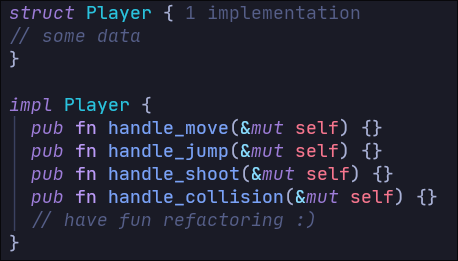 struct Player { 1 implementation
// some data
}
impl Player {
pub fn handle_move(&mut self) {}
pub fn handle_jump(&mut self) {}
pub fn handle_shoot(&mut self) {}
pub fn handle_collision(&mut self) {}
// have fun refactoring :)
}